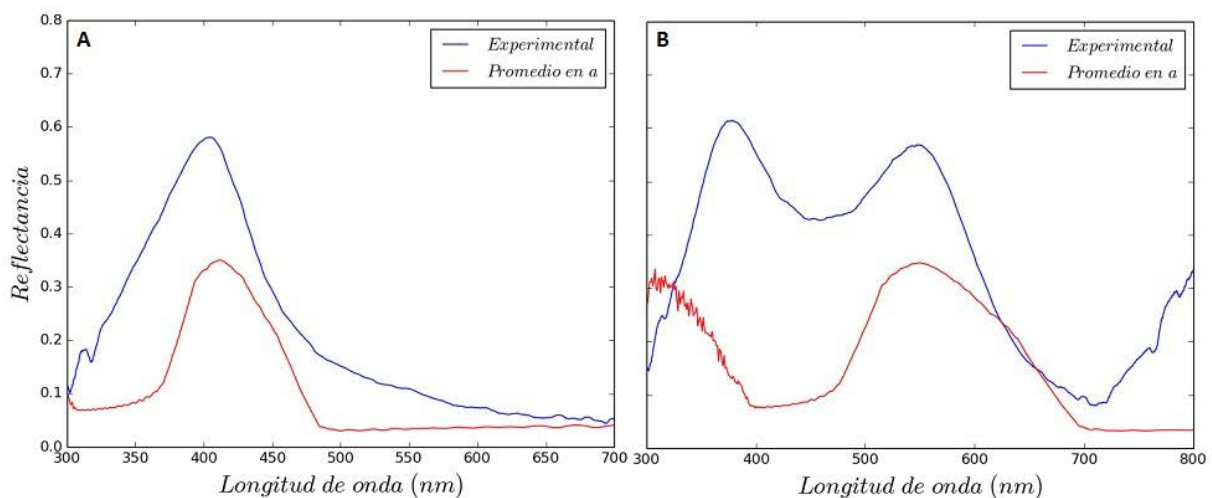 A
Experimental
Promedio en a
0.8
0.7
0.6
0.5
0.4
0.3
0.2
0.1
0.0
Reflectancia
300 350 400 450 500 550 600 650 700
Longitud de onda (nm)
B
Experimental
Promedio en a
300 400 500 600 700 800
Longitud de onda (nm)